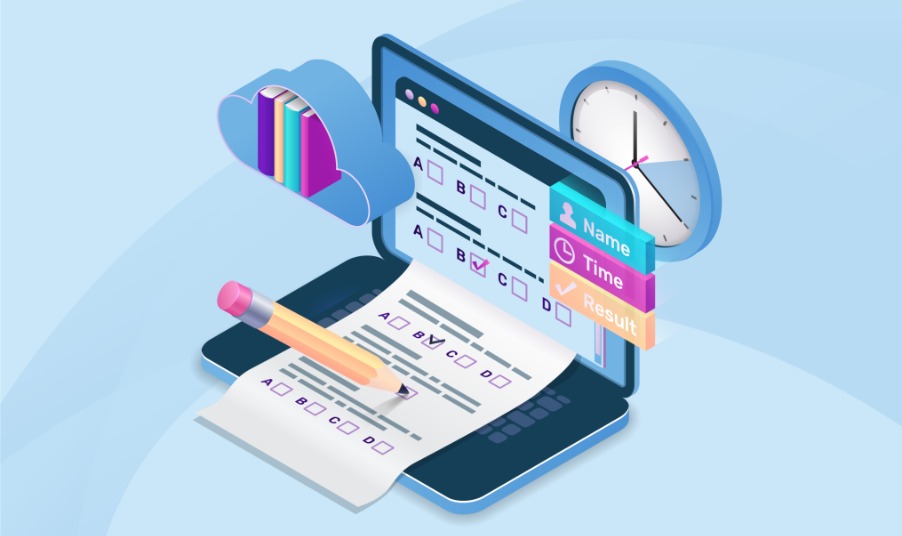 A B C
A B C D
Name
Time
Result
A B C D
A B C D